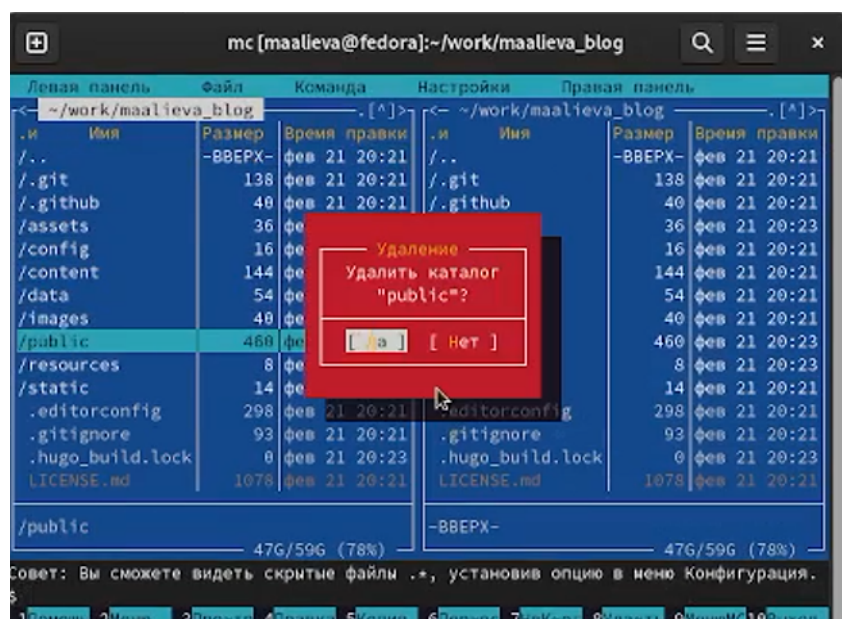 mc [maalieva@fedora]:~/work/maalieva_blog
Левая панель Файл Команда Настройки Правая панель
<— ~/work/maalieva_blog —.[^]>
.и Имя Размер Время правки
/.. -ВВЕРХ- фев 21 20:21
/.git 138 фев 21 20:21
/.github 40 фев 21 20:21
/assets 36 фе
/config 16 фе
/content 144 фе
/data 54 фе
/images 40 фе
/public 460 фе
/resources 8 фе
/static 14 фе
.editorconfig 298 фев 21 20:21
.gitignore 93 фев 21 20:21
.hugo_build.lock 0 фев 21 20:23
LICENSE.md 1078 фев 21 20:21
/public
47G/59G (78%)
<— ~/work/maalieva_blog —.[^]>
.и Имя Размер Время правки
/.. -ВВЕРХ- фев 21 20:21
/.git 138 фев 21 20:21
/.github 40 фев 21 20:21
36 фев 21 20:23
16 фев 21 20:21
144 фев 21 20:21
54 фев 21 20:21
40 фев 21 20:21
460 фев 21 20:23
8 фев 21 20:23
14 фев 21 20:21
.editorconfig 298 фев 21 20:21
.gitignore 93 фев 21 20:21
.hugo_build.lock 0 фев 21 20:23
LICENSE.md 1078 фев 21 20:21
-ВВЕРХ-
47G/59G (78%)
Удаление
Удалить каталог
"public"?
[ Да ] [ Нет ]
Совет: Вы сможете видеть скрытые файлы .*, установив опцию в меню Конфигурация.